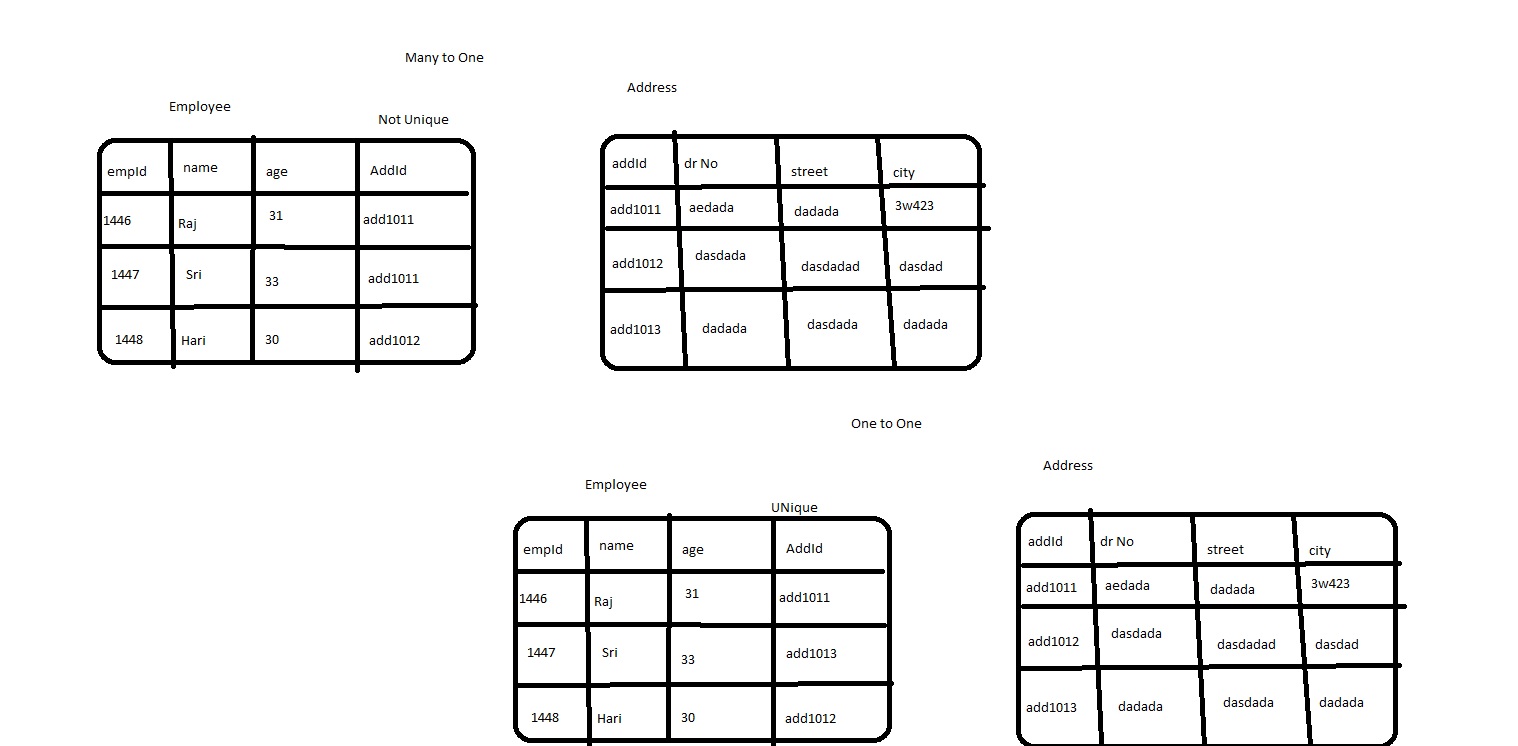 Many to One
Employee
Not Unique
empId name age AddId
1446 Raj 31 add1011
1447 Sri 33 add1011
1448 Hari 30 add1012
Address
addId dr No street city
add1011 aedada dadada 3w423
add1012 dasdada dasdadad dasdad
add1013 dadada dasdada dadada
One to One
Employee
UNique
empId name age AddId
1446 Raj 31 add1011
1447 Sri 33 add1013
1448 Hari 30 add1012
Address
addId dr No street city
add1011 aedada dadada 3w423
add1012 dasdada dasdadad dasdad
add1013 dadada dasdada dadada